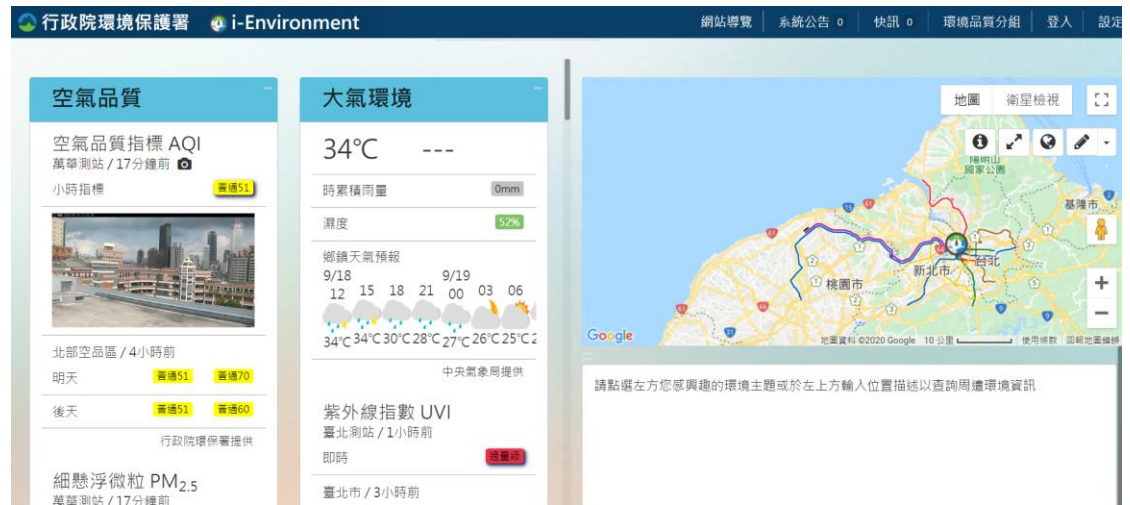 行政院環境保護署 i-Environment
網站導覽 系統公告 0 快訊 0 環境品質分組 登入 設定
空氣品質
空氣品質指標 AQI
萬華測站 / 17分鐘前
小時指標 普通51
北部空品區 / 4小時前
明天 普通51 普通70
後天 普通51 普通60
行政院環保署提供
細懸浮微粒 PM2.5
萬華測站 / 17分鐘前
大氣環境
34℃ ---
時累積雨量 0mm
濕度 52%
鄉鎮天氣預報
9/18 9/19
12 15 18 21 00 03 06
34℃ 34℃ 30℃ 28℃ 27℃ 26℃ 25℃ 2
中央氣象局提供
紫外線指數 UVI
臺北測站 / 1小時前
即時 過量級
臺北市 / 3小時前
地圖 衛星檢視
陽明山
國家公園
基隆市
台北
新北市
桃園市
Google
地圖資料 ©2020 Google 10 公里 使用條款 回報地圖錯誤
請點選左方您感興趣的環境主題或於左上方輸入位置描述以查詢周遭環境資訊